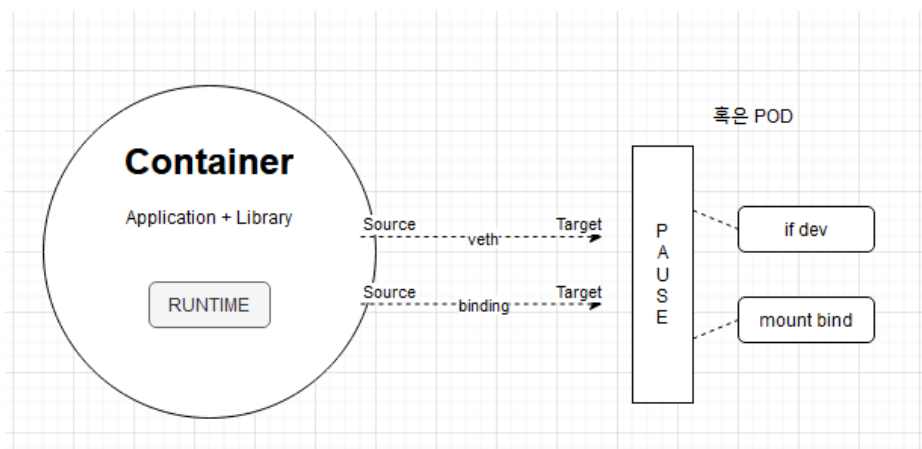 혹은 POD
Container
Application + Library
RUNTIME
Source
veth
Target
Source
binding
Target
P
A
U
S
E
if dev
mount bind